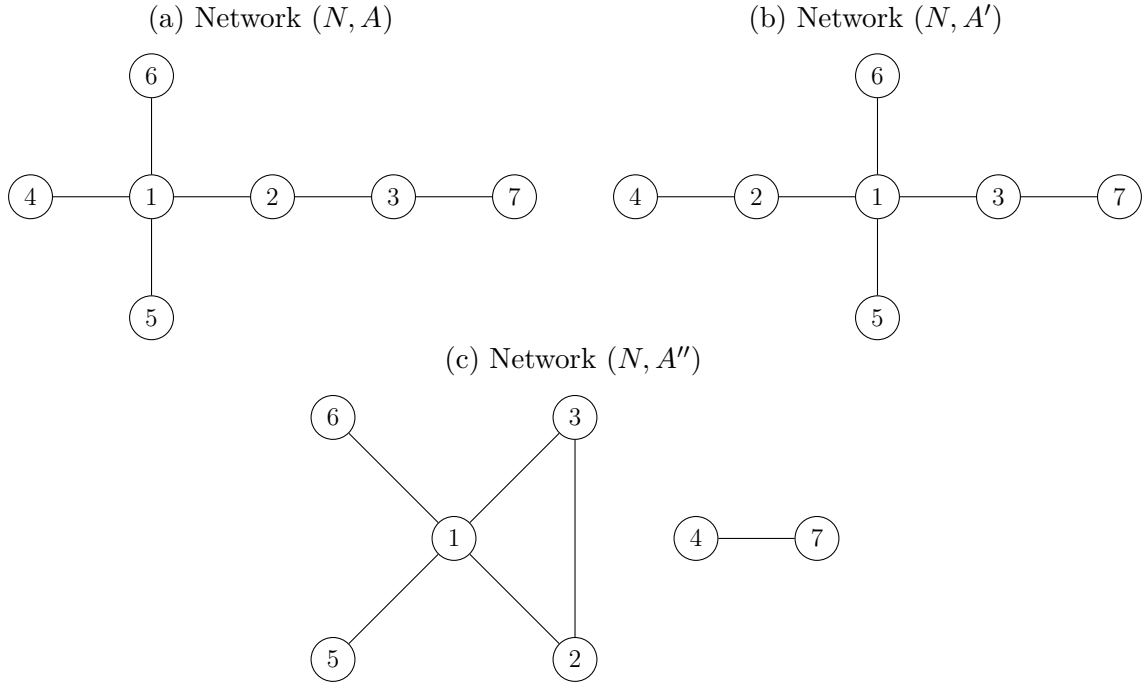 (a) Network (N, A)
6
4 1 2 3 7
5
(b) Network (N, A′)
6
4 2 1 3 7
5
(c) Network (N, A″)
6 3
1 4 7
5 2